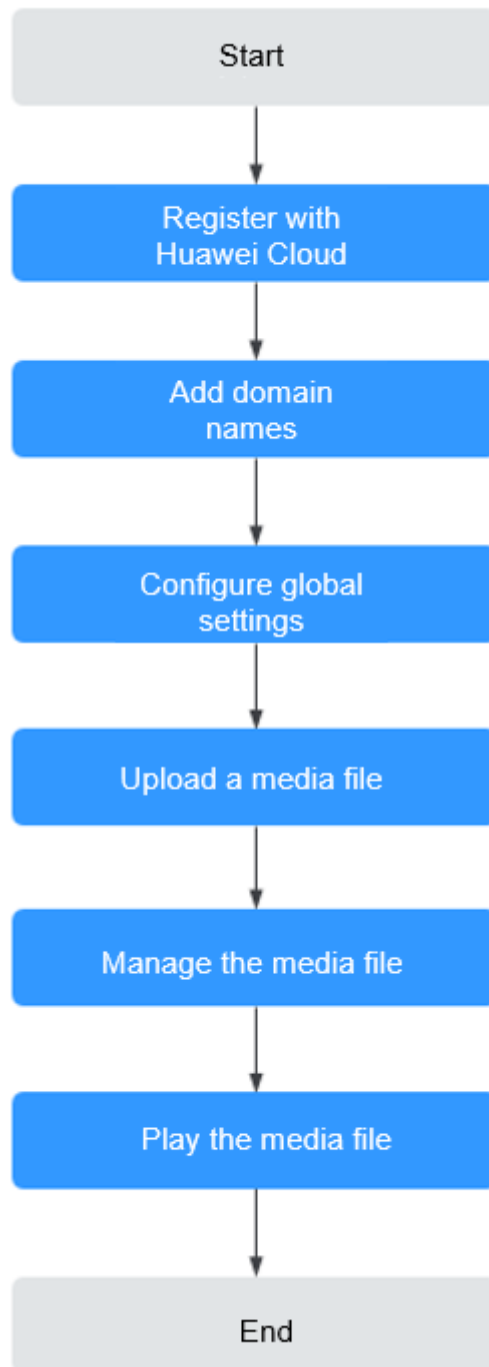 Start
Register with
Huawei Cloud
Add domain
names
Configure global
settings
Upload a media file
Manage the media file
Play the media file
End